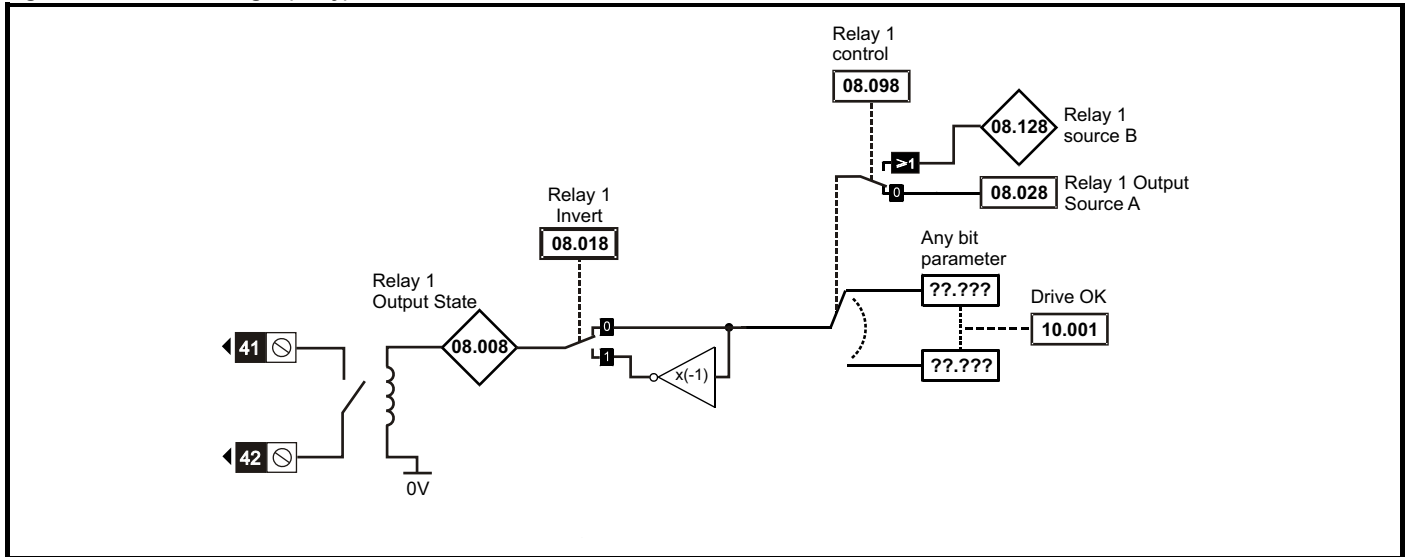 Relay 1
control
08.098
08.128
Relay 1
source B
>1
0
08.028
Relay 1 Output
Source A
Relay 1
Invert
08.018
Any bit
parameter
??.???
Drive OK
10.001
??.???
Relay 1
Output State
08.008
0
1
x(-1)
41
42
0V